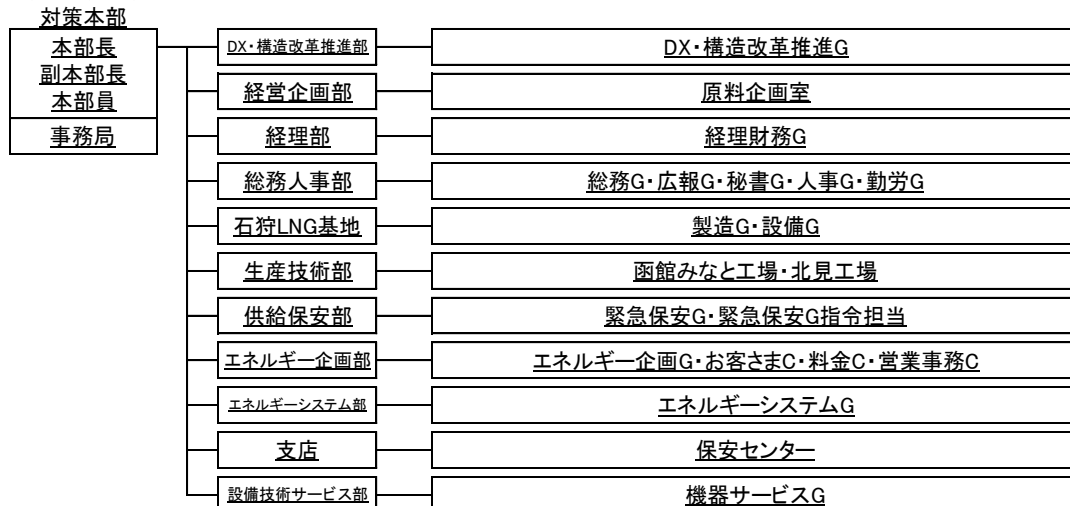 対策本部
本部長
副本部長
本部員
事務局
DX・構造改革推進部
DX・構造改革推進G
経営企画部
原料企画室
経理部
経理財務G
総務人事部
総務G・広報G・秘書G・人事G・勤労G
石狩LNG基地
製造G・設備G
生産技術部
函館みなと工場・北見工場
供給保安部
緊急保安G・緊急保安G指令担当
エネルギー企画部
エネルギー企画G・お客さまC・料金C・営業事務C
エネルギーシステム部
エネルギーシステムG
支店
保安センター
設備技術サービス部
機器サービスG